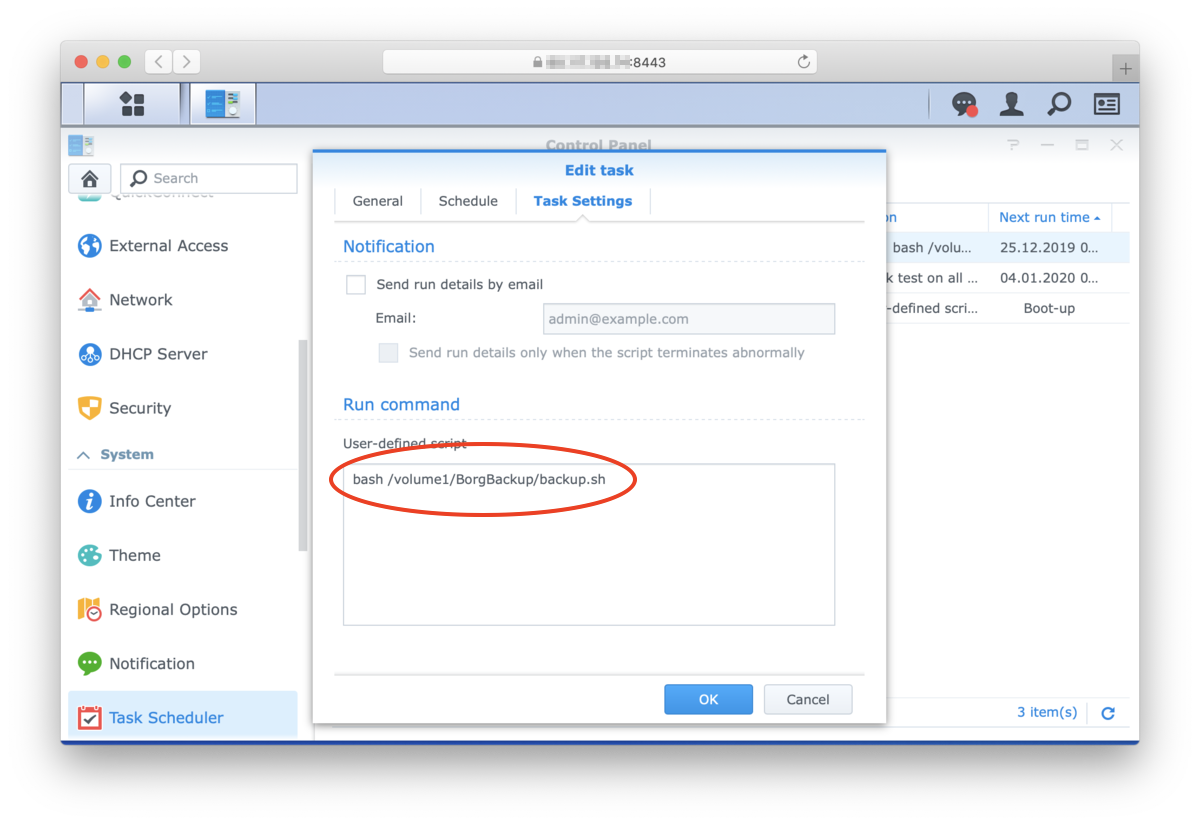 :8443
Control Panel
Search
QuickConnect
External Access
Network
DHCP Server
Security
System
Info Center
Theme
Regional Options
Notification
Task Scheduler
Edit task
General Schedule Task Settings
Notification
Send run details by email
Email: admin@example.com
Send run details only when the script terminates abnormally
Run command
User-defined script
bash /volume1/BorgBackup/backup.sh
OK Cancel
on Next run time
bash /volu... 25.12.2019 0...
k test on all ... 04.01.2020 0...
-defined scri... Boot-up
3 item(s)